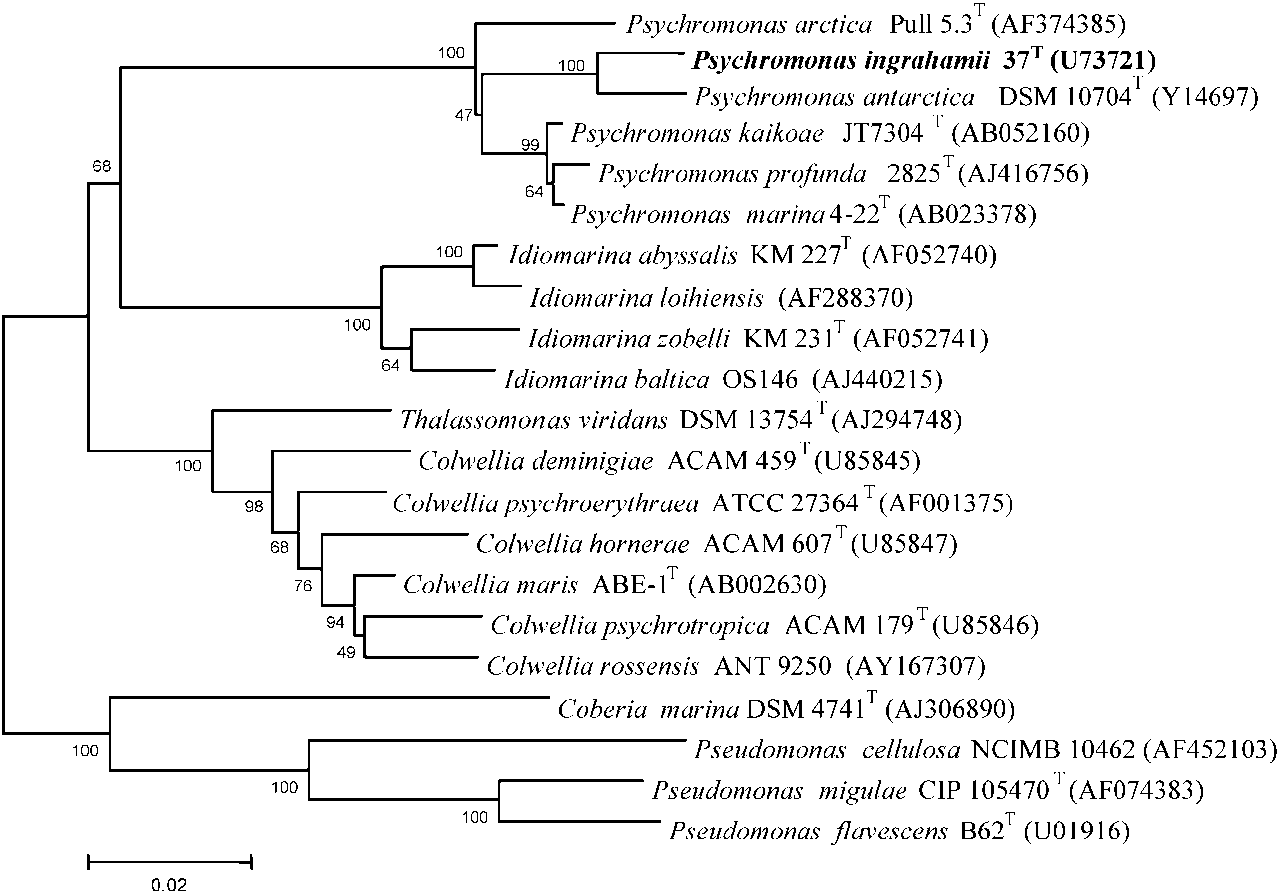 Psychromonas arctica Pull 5.3T (AF374385)
100
Psychromonas ingrahamii 37T (U73721)
100
Psychromonas antarctica DSM 10704T (Y14697)
47
Psychromonas kaikoae JT7304 T (AB052160)
99
Psychromonas profunda 2825T (AJ416756)
68
64
Psychromonas marina 4-22T (AB023378)
100
Idiomarina abyssalis KM 227T (AF052740)
Idiomarina loihiensis (AF288370)
100
Idiomarina zobelli KM 231T (AF052741)
64
Idiomarina baltica OS146 (AJ440215)
Thalassomonas viridans DSM 13754T (AJ294748)
100
Colwellia deminigiae ACAM 459T (U85845)
98
Colwellia psychroerythraea ATCC 27364T (AF001375)
68
Colwellia hornerae ACAM 607T (U85847)
76
Colwellia maris ABE-1T (AB002630)
94
Colwellia psychrotropica ACAM 179T (U85846)
49
Colwellia rossensis ANT 9250 (AY167307)
Coberia marina DSM 4741T (AJ306890)
100
Pseudomonas cellulosa NCIMB 10462 (AF452103)
100
Pseudomonas migulae CIP 105470T (AF074383)
100
Pseudomonas flavescens B62T (U01916)
0.02